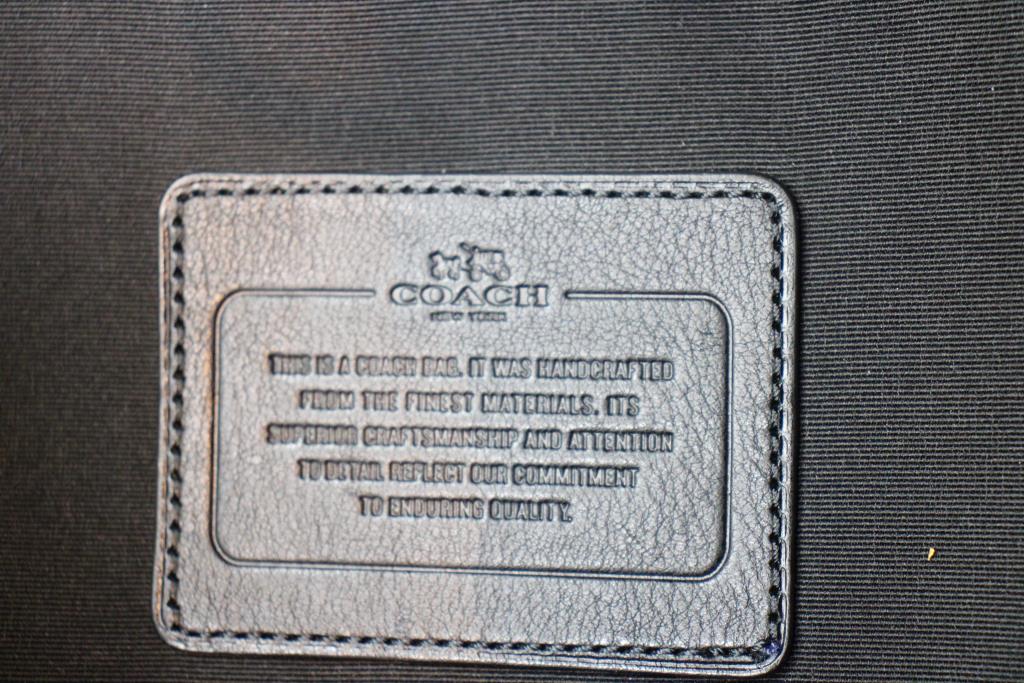 COACH
NEW YORK
THIS IS A COACH BAG. IT WAS HANDCRAFTED
FROM THE FINEST MATERIALS. ITS
SUPERIOR CRAFTSMANSHIP AND ATTENTION
TO DETAIL REFLECT OUR COMMITMENT
TO ENDURING QUALITY.